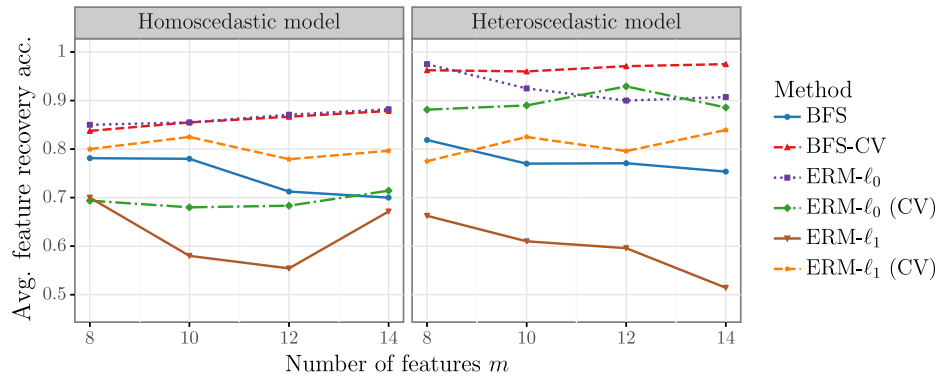 Homoscedastic model
Heteroscedastic model
Avg. feature recovery acc.
1
0.9
0.8
0.7
0.6
0.5
8 10 12 14
8 10 12 14
Number of features m
Method
BFS
BFS-CV
ERM-ℓ₀
ERM-ℓ₀ (CV)
ERM-ℓ₁
ERM-ℓ₁ (CV)